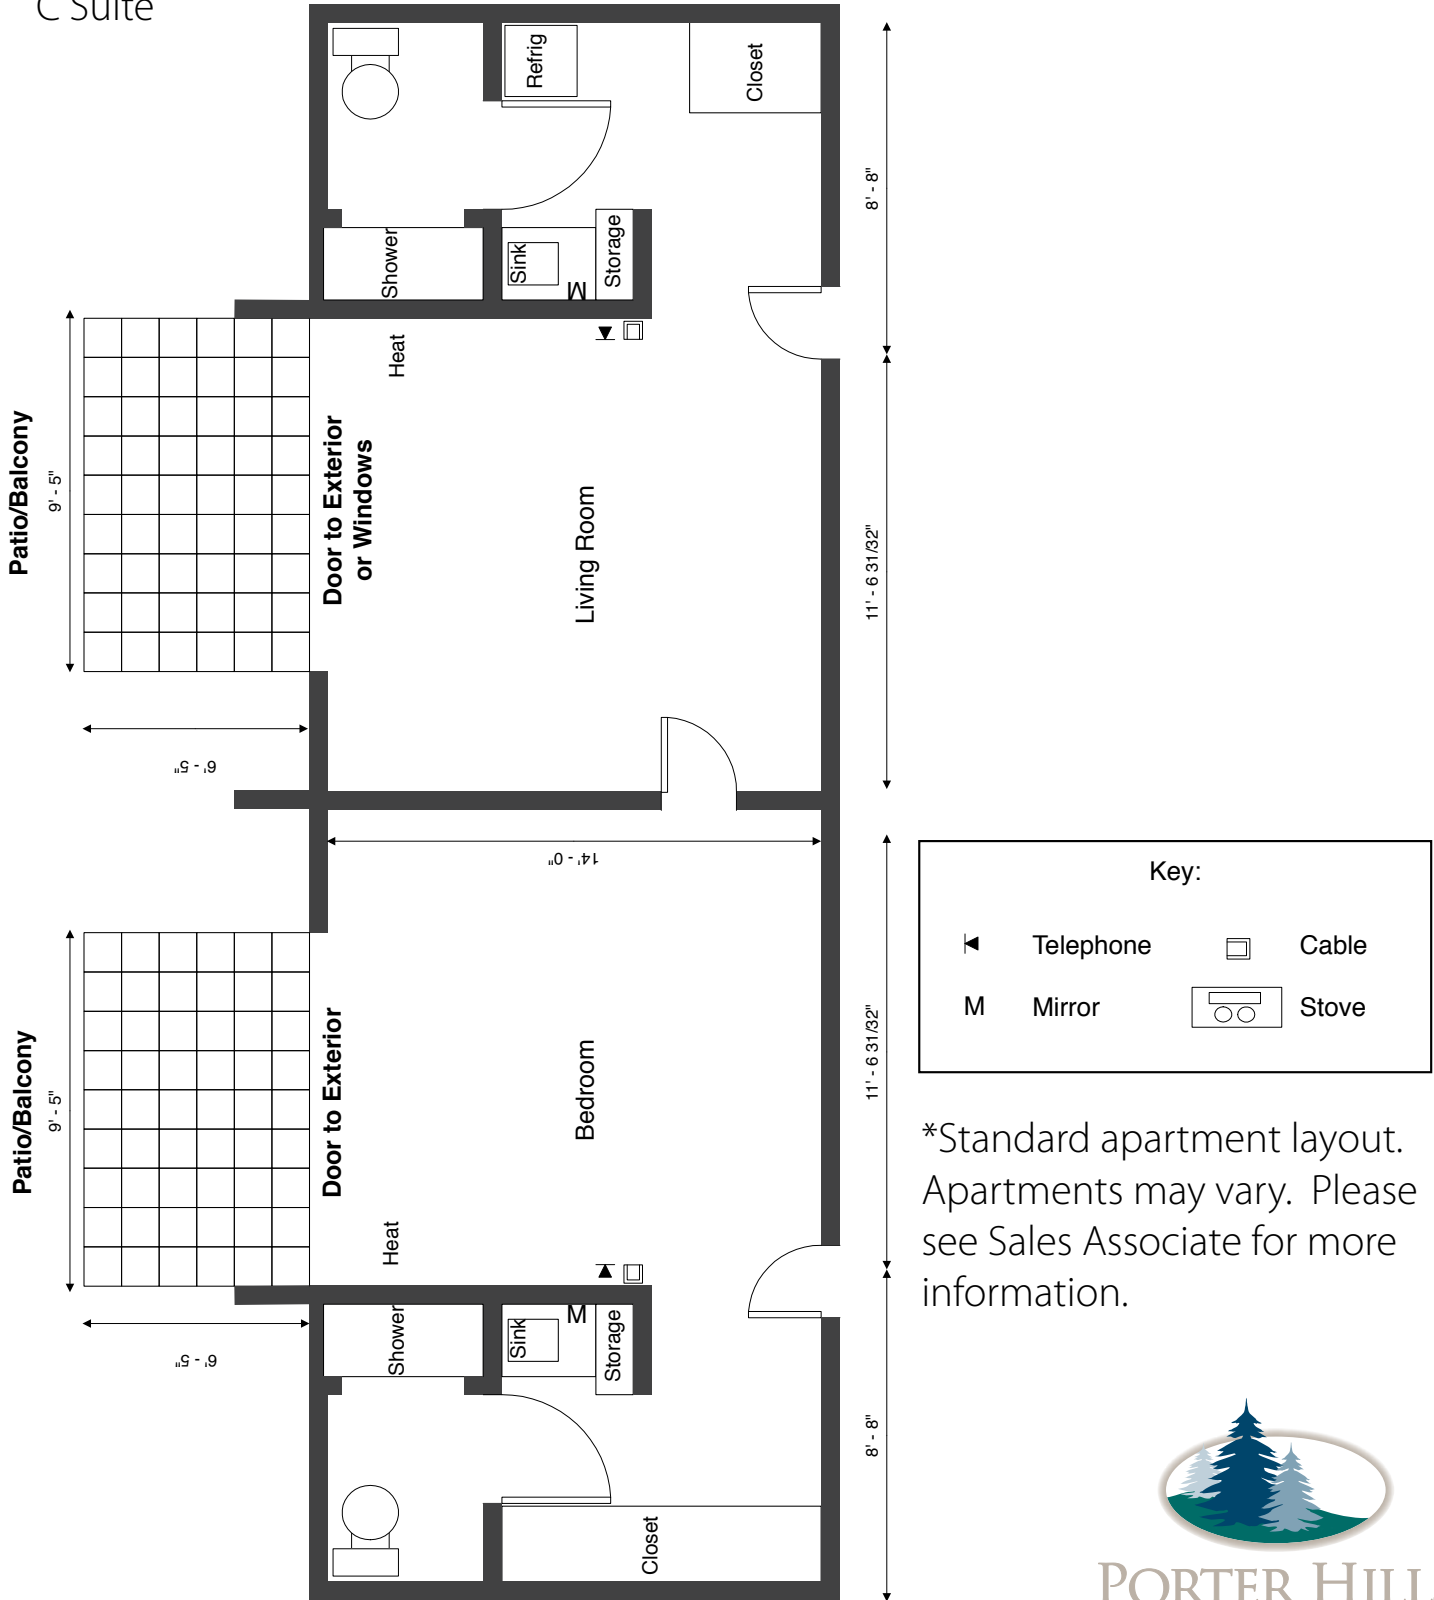 C Suite
Refrig
Closet
Shower
Sink
M
Storage
8' - 8"
Heat
Patio/Balcony
9' - 5"
Door to Exterior
or Windows
Living Room
11' - 6 31/32"
6' - 5"
14' - 0"
Key:
Telephone
Cable
M
Mirror
Stove
Patio/Balcony
9' - 5"
Door to Exterior
Bedroom
11' - 6 31/32"
Heat
*Standard apartment layout.
Apartments may vary. Please
see Sales Associate for more
information.
6' - 5"
Shower
Sink
M
Storage
8' - 8"
Closet
PORTER HILL